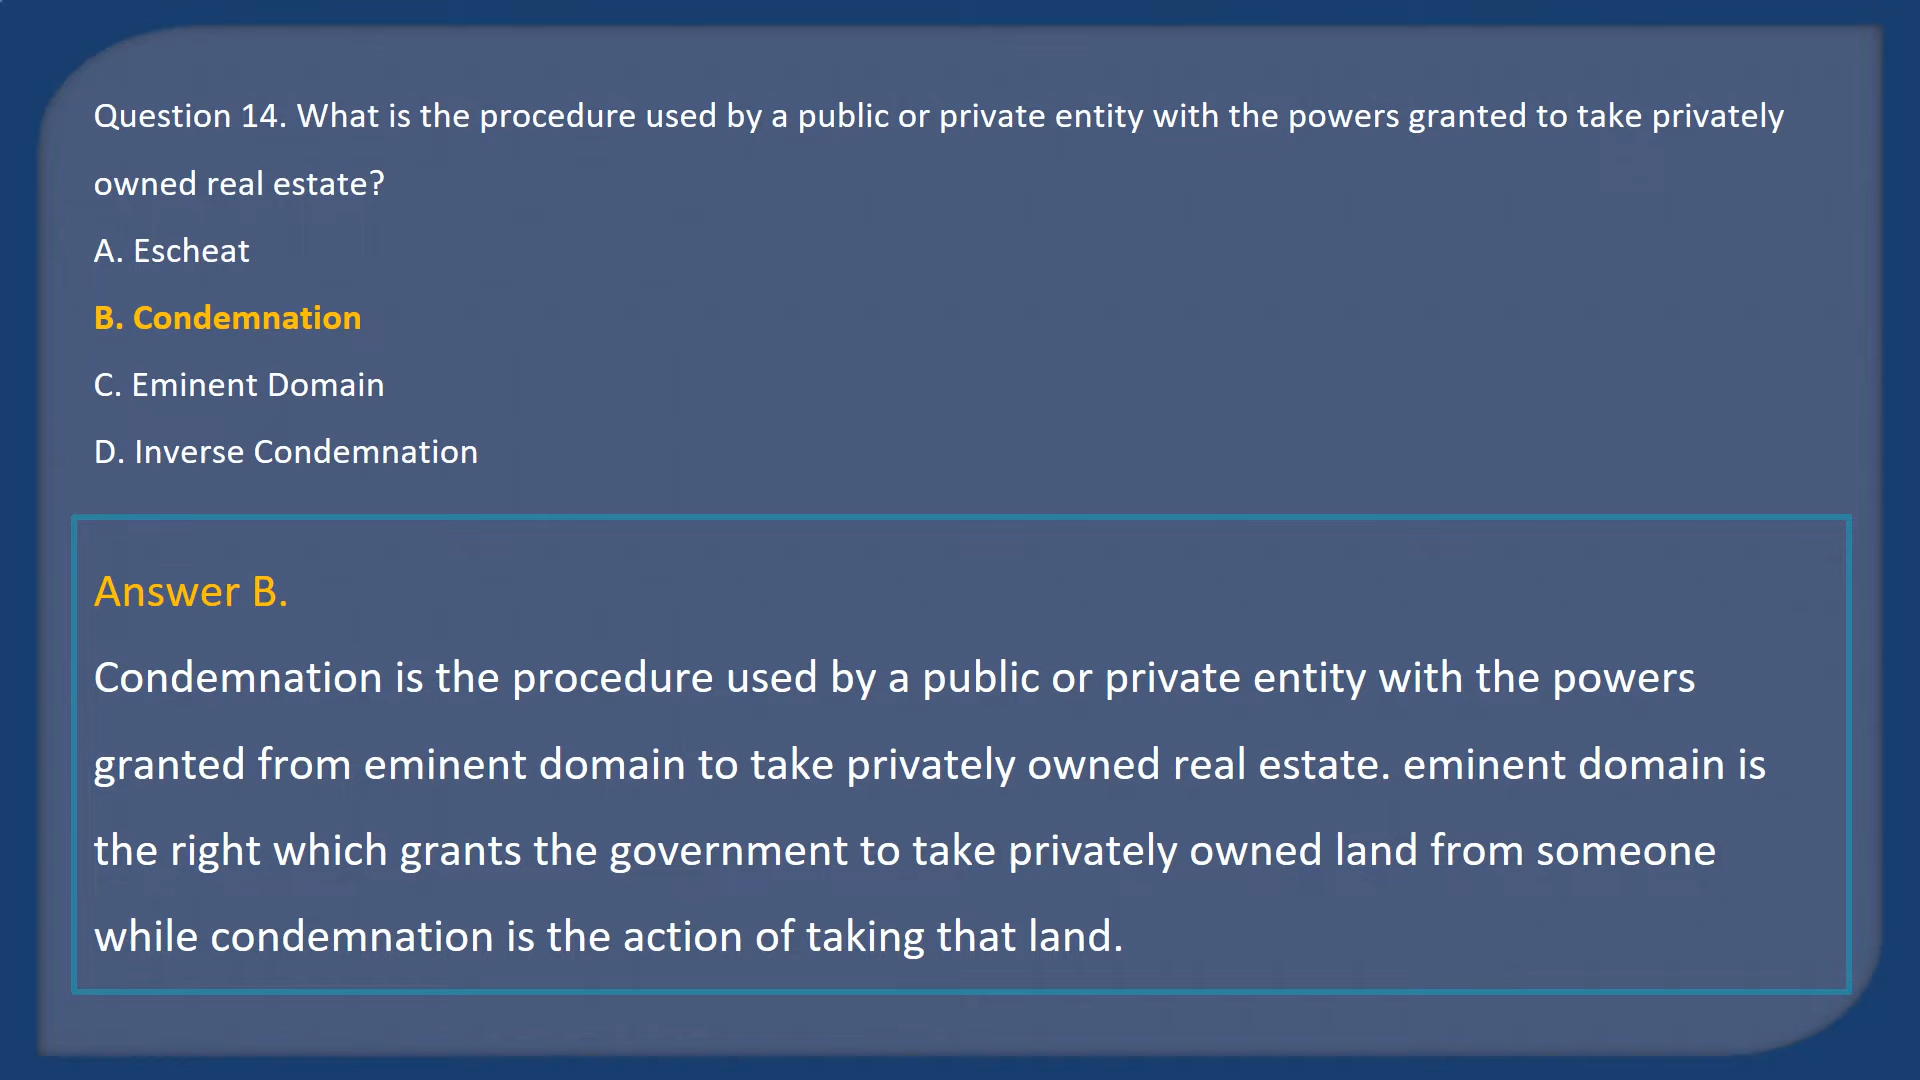 Question 14. What is the procedure used by a public or private entity with the powers granted to take privately
owned real estate?
A. Escheat
B. Condemnation
C. Eminent Domain
D. Inverse Condemnation
Answer B.
Condemnation is the procedure used by a public or private entity with the powers
granted from eminent domain to take privately owned real estate. eminent domain is
the right which grants the government to take privately owned land from someone
while condemnation is the action of taking that land.